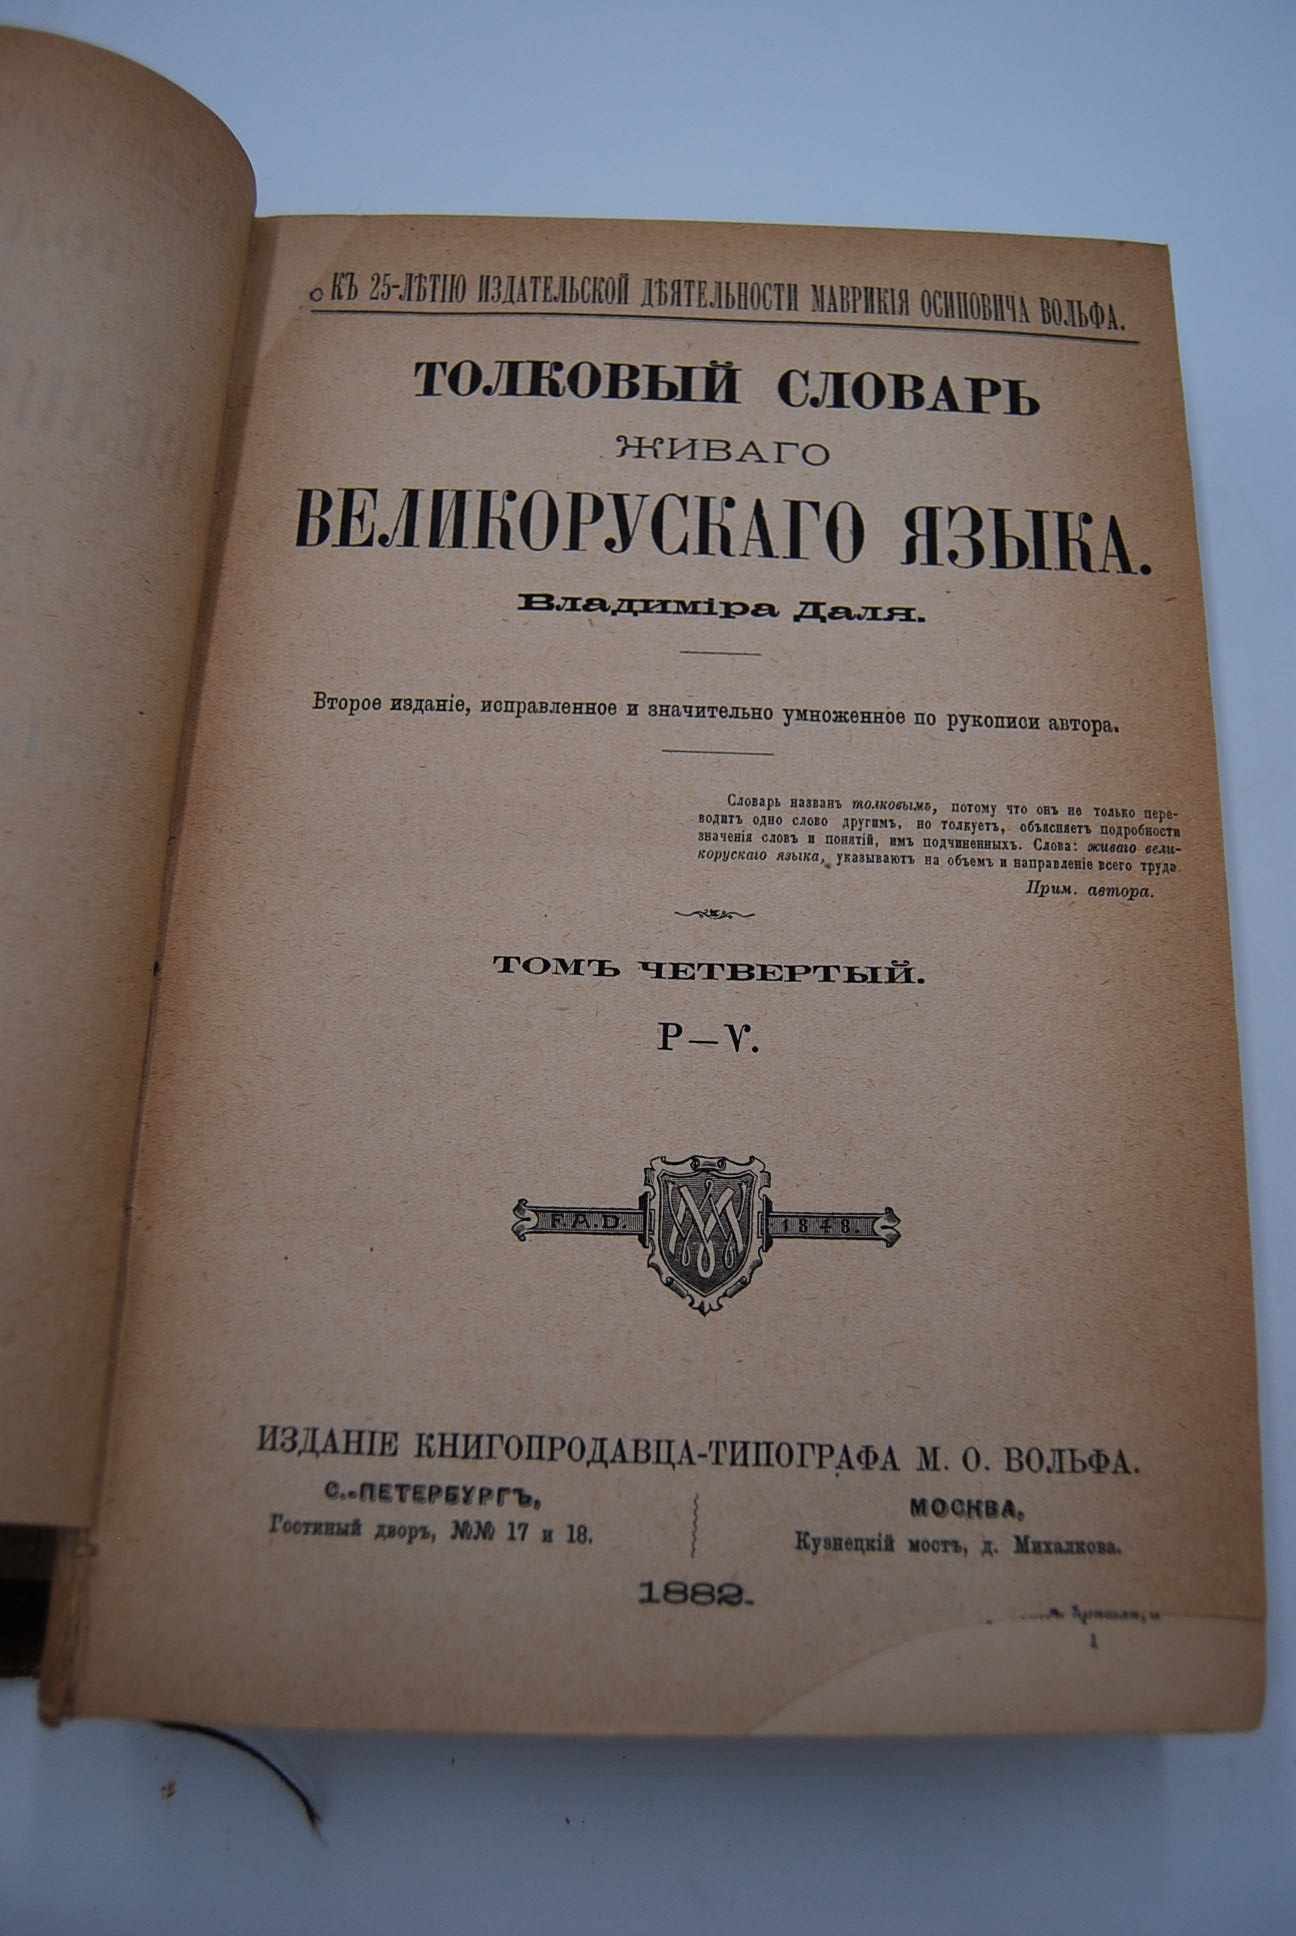 КЪ 25-ЛѢТІЮ ИЗДАТЕЛЬСКОЙ ДѢЯТЕЛЬНОСТИ МАВРИКІЯ ОСИПОВИЧА ВОЛЬФА.
ТОЛКОВЫЙ СЛОВАРЬ
ЖИВАГО
ВЕЛИКОРУСКАГО ЯЗЫКА.
Владиміра Даля.
Второе изданіе, исправленное и значительно умноженное по рукописи автора.
Словарь названъ толковымъ, потому что онъ не только пере-
водитъ одно слово другимъ, но толкуетъ, объясняетъ подробности
значенія словъ и понятій, имъ подчиненныхъ. Слова: живаго вели-
корускаго языка, указываютъ на объемъ и направленіе всего труда
Прим. автора.
ТОМЪ ЧЕТВЕРТЫЙ.
Р—Ѵ.
F.A.D. 1848.
ИЗДАНІЕ КНИГОПРОДАВЦА-ТИПОГРАФА М. О. ВОЛЬФА.
С.-ПЕТЕРБУРГЪ,
Гостиный дворъ, №№ 17 и 18.
МОСКВА,
Кузнецкій мостъ, д. Михалкова.
1882.
1